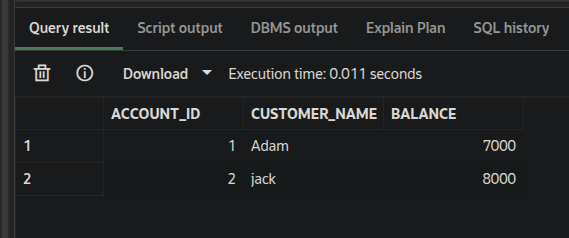 Query result Script output DBMS output Explain Plan SQL history
Download Execution time: 0.011 seconds
ACCOUNT_ID CUSTOMER_NAME BALANCE
1 1 Adam 7000
2 2 jack 8000